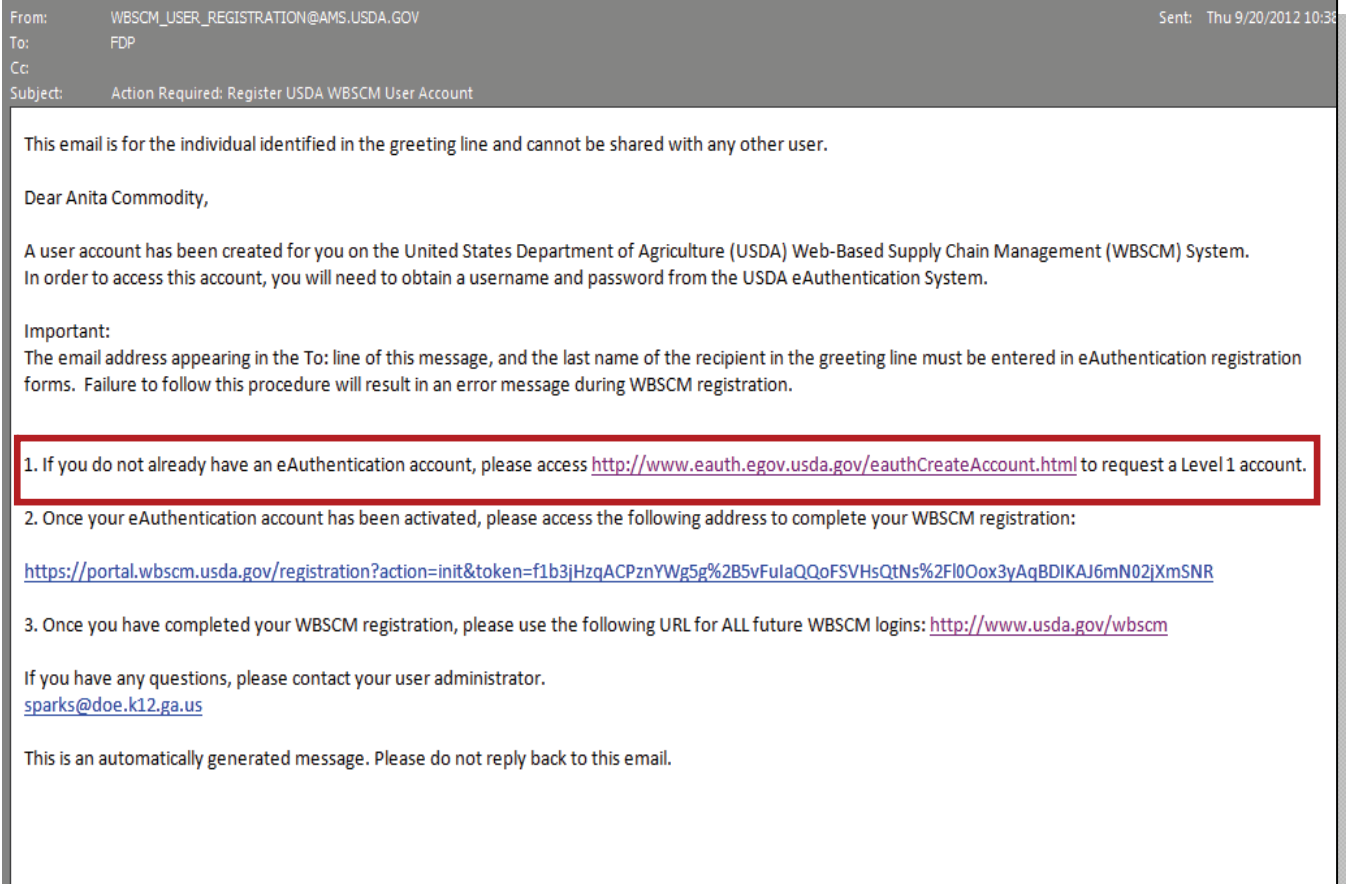 From: WBSCM_USER_REGISTRATION@AMS.USDA.GOV Sent: Thu 9/20/2012 10:38
To: FDP
Cc:
Subject: Action Required: Register USDA WBSCM User Account
This email is for the individual identified in the greeting line and cannot be shared with any other user.
Dear Anita Commodity,
A user account has been created for you on the United States Department of Agriculture (USDA) Web-Based Supply Chain Management (WBSCM) System.
In order to access this account, you will need to obtain a username and password from the USDA eAuthentication System.
Important:
The email address appearing in the To: line of this message, and the last name of the recipient in the greeting line must be entered in eAuthentication registration
forms. Failure to follow this procedure will result in an error message during WBSCM registration.
1. If you do not already have an eAuthentication account, please access http://www.eauth.egov.usda.gov/eauthCreateAccount.html to request a Level 1 account.
2. Once your eAuthentication account has been activated, please access the following address to complete your WBSCM registration:
https://portal.wbscm.usda.gov/registration?action=init&token=f1b3jHzqACPznYWg5g%2B5vFuIaQQoFSVHsQtNs%2Fl0Oox3yAqBDIKAJ6mN02jXmSNR
3. Once you have completed your WBSCM registration, please use the following URL for ALL future WBSCM logins: http://www.usda.gov/wbscm
If you have any questions, please contact your user administrator.
sparks@doe.k12.ga.us
This is an automatically generated message. Please do not reply back to this email.